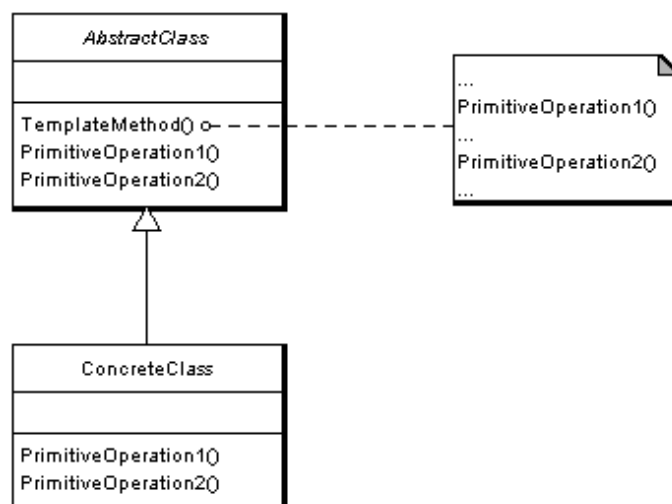 AbstractClass
TemplateMethod()
PrimitiveOperation1()
PrimitiveOperation2()
...
PrimitiveOperation1()
...
PrimitiveOperation2()
...
ConcreteClass
PrimitiveOperation1()
PrimitiveOperation2()